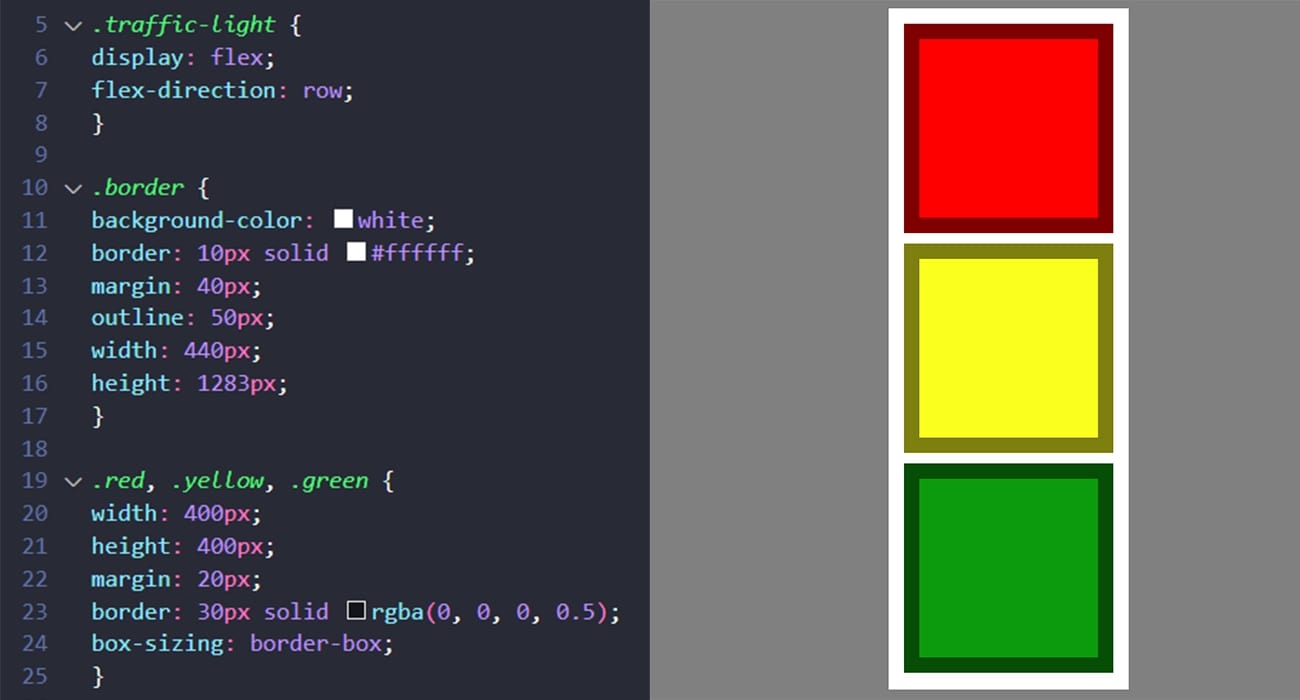 5 .traffic-light {
6 display: flex;
7 flex-direction: row;
8 }
9
10 .border {
11 background-color: white;
12 border: 10px solid #ffffff;
13 margin: 40px;
14 outline: 50px;
15 width: 440px;
16 height: 1283px;
17 }
18
19 .red, .yellow, .green {
20 width: 400px;
21 height: 400px;
22 margin: 20px;
23 border: 30px solid rgba(0, 0, 0, 0.5);
24 box-sizing: border-box;
25 }